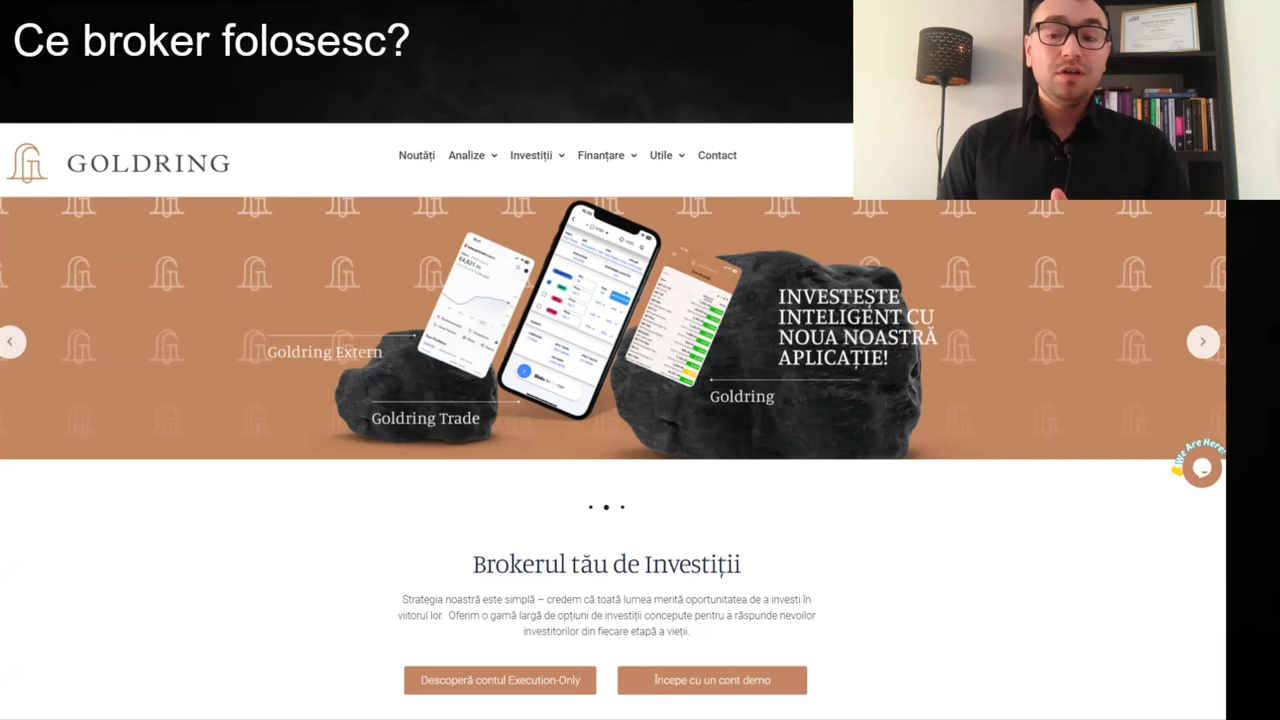 Ce broker folosesc?
GOLDRING
Noutăți Analize Investiții Finanțare Utile Contact
INVESTEȘTE
INTELIGENT CU
NOUA NOASTRĂ
APLICAȚIE!
Goldring Extern
Goldring
Goldring Trade
We Are Here!
Brokerul tău de Investiții
Strategia noastră este simplă – credem că toată lumea merită oportunitatea de a investi în
viitorul lor. Oferim o gamă largă de opțiuni de investiții concepute pentru a răspunde nevoilor
investitorilor din fiecare etapă a vieții.
Descoperă contul Execution-Only Începe cu un cont demo